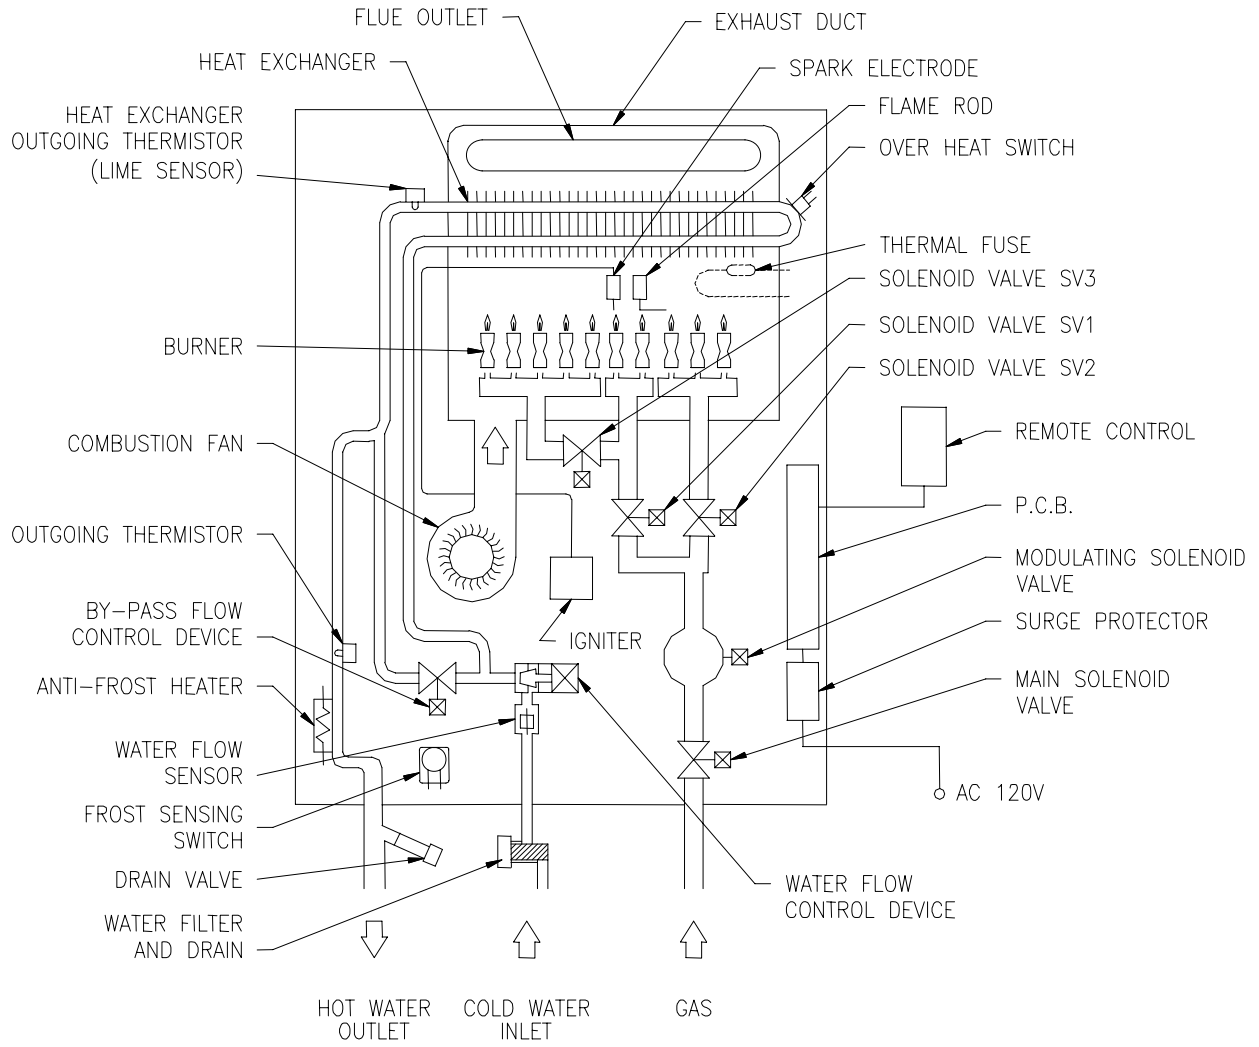 FLUE OUTLET
EXHAUST DUCT
HEAT EXCHANGER
SPARK ELECTRODE
FLAME ROD
HEAT EXCHANGER
OUTGOING THERMISTOR
(LIME SENSOR)
OVER HEAT SWITCH
THERMAL FUSE
SOLENOID VALVE SV3
SOLENOID VALVE SV1
BURNER
SOLENOID VALVE SV2
COMBUSTION FAN
REMOTE CONTROL
P.C.B.
OUTGOING THERMISTOR
MODULATING SOLENOID
VALVE
BY-PASS FLOW
CONTROL DEVICE
IGNITER
SURGE PROTECTOR
ANTI-FROST HEATER
MAIN SOLENOID
VALVE
WATER FLOW
SENSOR
AC 120V
FROST SENSING
SWITCH
DRAIN VALVE
WATER FLOW
CONTROL DEVICE
WATER FILTER
AND DRAIN
HOT WATER
OUTLET
COLD WATER
INLET
GAS